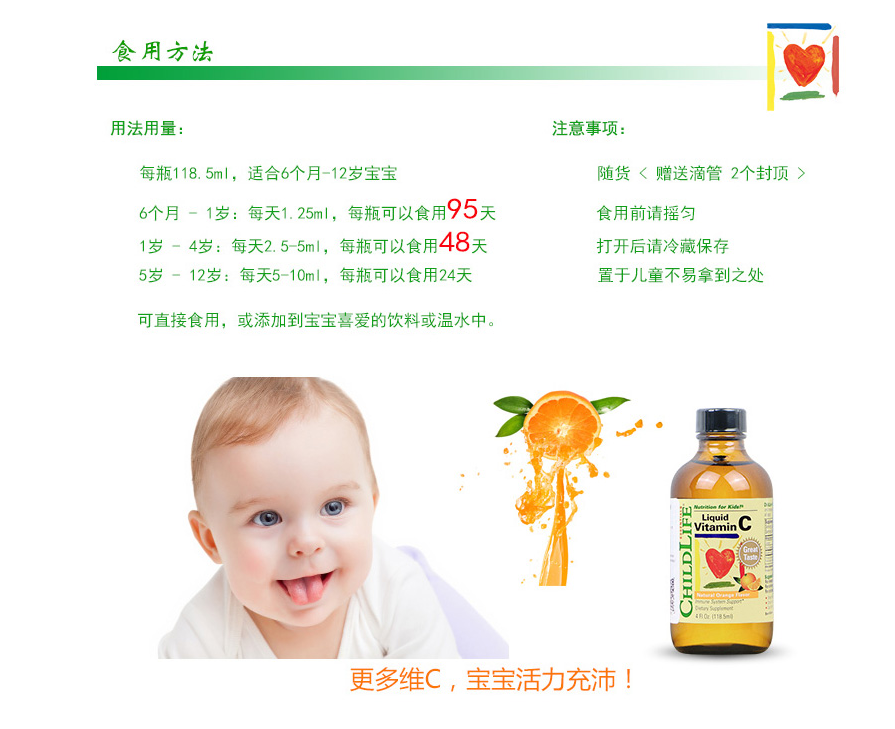 食用方法
用法用量：
每瓶118.5ml，适合6个月-12岁宝宝
6个月 - 1岁：每天1.25ml，每瓶可以食用95天
1岁 - 4岁：每天2.5-5ml，每瓶可以食用48天
5岁 - 12岁：每天5-10ml，每瓶可以食用24天
可直接食用，或添加到宝宝喜爱的饮料或温水中。
注意事项：
随货 < 赠送滴管 2个封顶 >
食用前请摇匀
打开后请冷藏保存
置于儿童不易拿到之处
CHILDLIFE
Nutrition for Kids!
Liquid
Vitamin C
Great
Taste
Natural Orange Flavor
Immune System Support*
Dietary Supplement
4 fl oz. (118.5ml)
更多维C，宝宝活力充沛！